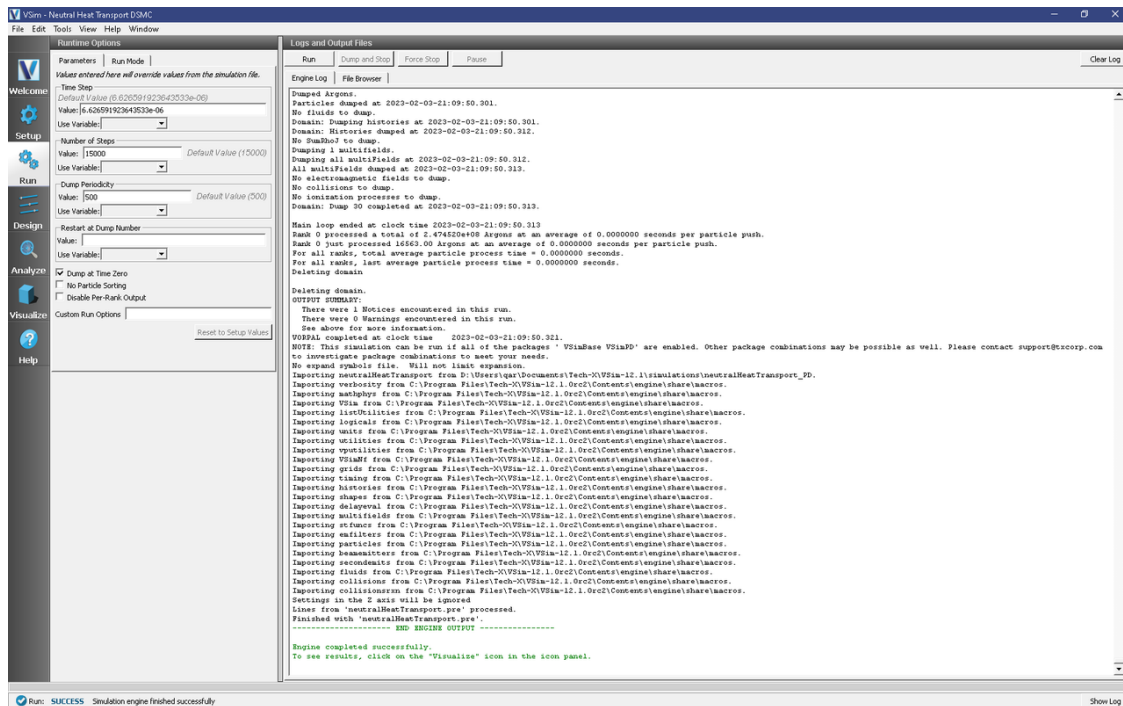 VSim - Neutral Heat Transport DSMC
File Edit Tools View Help Window
Welcome
Setup
Run
Design
Analyze
Visualize
Help
Runtime Options
Parameters Run Mode
Values entered here will override values from the simulation file.
Time Step
Default Value (6.626591923643533e-06)
Value: 6.626591923643533e-06
Use Variable:
Number of Steps
Value: 15000 Default Value (15000)
Use Variable:
Dump Periodicity
Value: 500 Default Value (500)
Use Variable:
Restart at Dump Number
Value:
Use Variable:
Dump at Time Zero
No Particle Sorting
Disable Per-Rank Output
Custom Run Options
Reset to Setup Values
Logs and Output Files
Run Dump and Stop Force Stop Pause Clear Log
Engine Log File Browser
Dumped Argons.
Particles dumped at 2023-02-03-21:09:50.301.
No fluids to dump.
Domain: Dumping histories at 2023-02-03-21:09:50.301.
Domain: Histories dumped at 2023-02-03-21:09:50.312.
No SumRhoJ to dump.
Dumping 1 multifields.
Dumping all multiFields at 2023-02-03-21:09:50.312.
All multiFields dumped at 2023-02-03-21:09:50.313.
No electromagnetic fields to dump.
No collisions to dump.
No ionization processes to dump.
Domain: Dump 30 completed at 2023-02-03-21:09:50.313.
Main loop ended at clock time 2023-02-03-21:09:50.313
Rank 0 processed a total of 2.474520e+08 Argons at an average of 0.0000000 seconds per particle push.
Rank 0 just processed 16563.00 Argons at an average of 0.0000000 seconds per particle push.
For all ranks, total average particle process time = 0.0000000 seconds.
For all ranks, last average particle process time = 0.0000000 seconds.
Deleting domain
Deleting domain.
OUTPUT SUMMARY:
There were 1 Notices encountered in this run.
There were 0 Warnings encountered in this run.
See above for more information.
VORPAL completed at clock time 2023-02-03-21:09:50.321.
NOTE: This simulation can be run if all of the packages ' VSimBase VSimPD' are enabled. Other package combinations may be possible as well. Please contact support@txcorp.com
to investigate package combinations to meet your needs.
No expand symbols file. Will not limit expansion.
Importing neutralHeatTransport from D:\Users\qar\Documents\Tech-X\VSim-12.1\simulations\neutralHeatTransport_PD.
Importing verbosity from C:\Program Files\Tech-X\VSim-12.1.0rc2\Contents\engine\share\macros.
Importing mathphys from C:\Program Files\Tech-X\VSim-12.1.0rc2\Contents\engine\share\macros.
Importing VSim from C:\Program Files\Tech-X\VSim-12.1.0rc2\Contents\engine\share\macros.
Importing listUtilities from C:\Program Files\Tech-X\VSim-12.1.0rc2\Contents\engine\share\macros.
Importing logicals from C:\Program Files\Tech-X\VSim-12.1.0rc2\Contents\engine\share\macros.
Importing units from C:\Program Files\Tech-X\VSim-12.1.0rc2\Contents\engine\share\macros.
Importing utilities from C:\Program Files\Tech-X\VSim-12.1.0rc2\Contents\engine\share\macros.
Importing vputilities from C:\Program Files\Tech-X\VSim-12.1.0rc2\Contents\engine\share\macros.
Importing VSimNf from C:\Program Files\Tech-X\VSim-12.1.0rc2\Contents\engine\share\macros.
Importing grids from C:\Program Files\Tech-X\VSim-12.1.0rc2\Contents\engine\share\macros.
Importing timing from C:\Program Files\Tech-X\VSim-12.1.0rc2\Contents\engine\share\macros.
Importing histories from C:\Program Files\Tech-X\VSim-12.1.0rc2\Contents\engine\share\macros.
Importing shapes from C:\Program Files\Tech-X\VSim-12.1.0rc2\Contents\engine\share\macros.
Importing delayeval from C:\Program Files\Tech-X\VSim-12.1.0rc2\Contents\engine\share\macros.
Importing multifields from C:\Program Files\Tech-X\VSim-12.1.0rc2\Contents\engine\share\macros.
Importing stfuncs from C:\Program Files\Tech-X\VSim-12.1.0rc2\Contents\engine\share\macros.
Importing emfilters from C:\Program Files\Tech-X\VSim-12.1.0rc2\Contents\engine\share\macros.
Importing particles from C:\Program Files\Tech-X\VSim-12.1.0rc2\Contents\engine\share\macros.
Importing beamemitters from C:\Program Files\Tech-X\VSim-12.1.0rc2\Contents\engine\share\macros.
Importing secondemits from C:\Program Files\Tech-X\VSim-12.1.0rc2\Contents\engine\share\macros.
Importing fluids from C:\Program Files\Tech-X\VSim-12.1.0rc2\Contents\engine\share\macros.
Importing collisions from C:\Program Files\Tech-X\VSim-12.1.0rc2\Contents\engine\share\macros.
Importing collisionsrxn from C:\Program Files\Tech-X\VSim-12.1.0rc2\Contents\engine\share\macros.
Settings in the Z axis will be ignored
Lines from 'neutralHeatTransport.pre' processed.
Finished with 'neutralHeatTransport.pre'.
-------------------- END ENGINE OUTPUT ----------------
Engine completed successfully.
To see results, click on the "Visualize" icon in the icon panel.
Run: SUCCESS Simulation engine finished successfully
Show Log